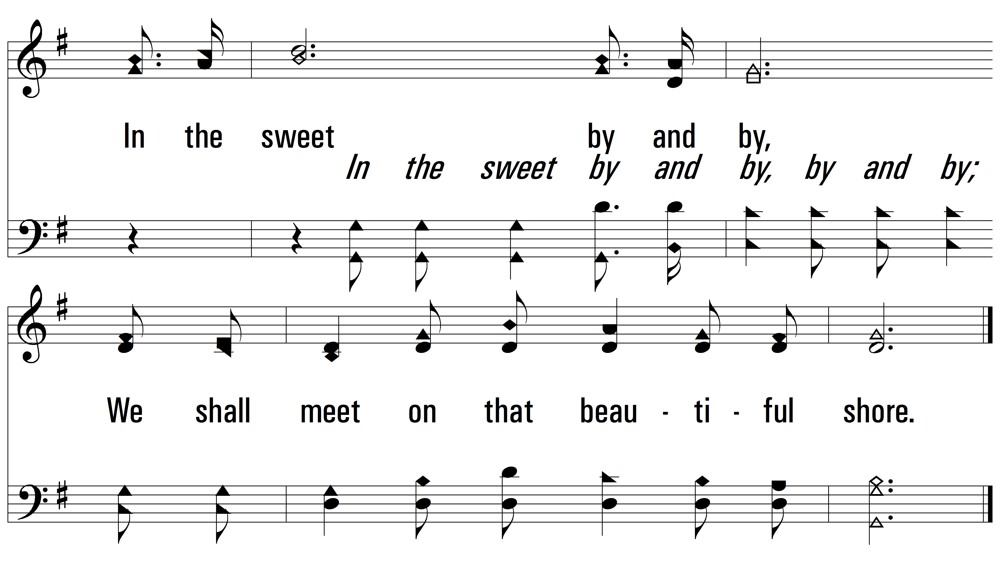 In the sweet by and by,
In the sweet by and by, by and by;
We shall meet on that beau - ti - ful shore.